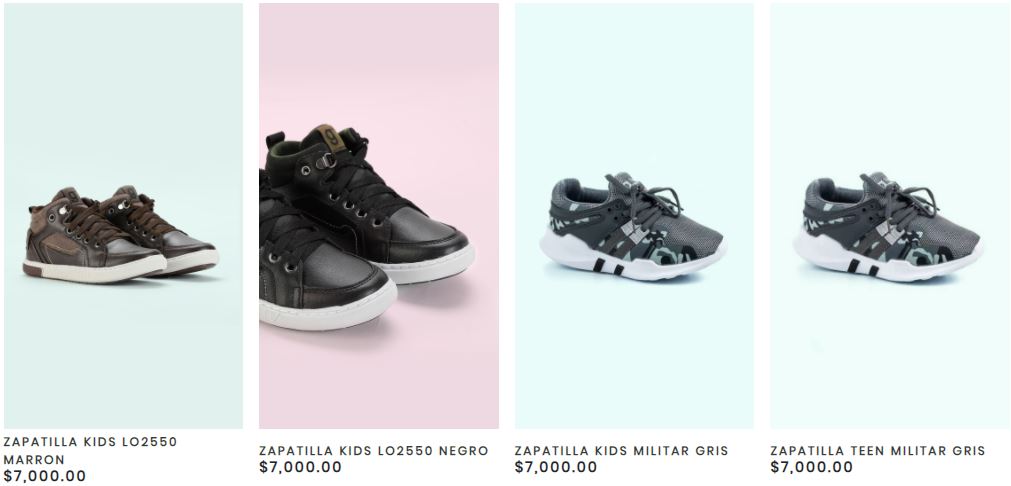 ZAPATILLA KIDS LO2550
MARRON
$7,000.00
ZAPATILLA KIDS LO2550 NEGRO
$7,000.00
ZAPATILLA KIDS MILITAR GRIS
$7,000.00
ZAPATILLA TEEN MILITAR GRIS
$7,000.00